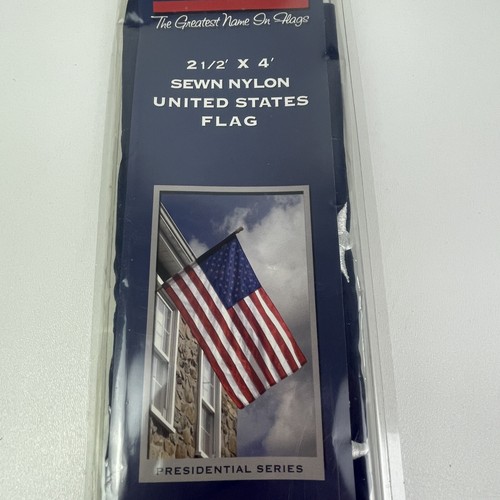 The Greatest Name In Flags
2 1/2' X 4'
SEWN NYLON
UNITED STATES
FLAG
PRESIDENTIAL SERIES